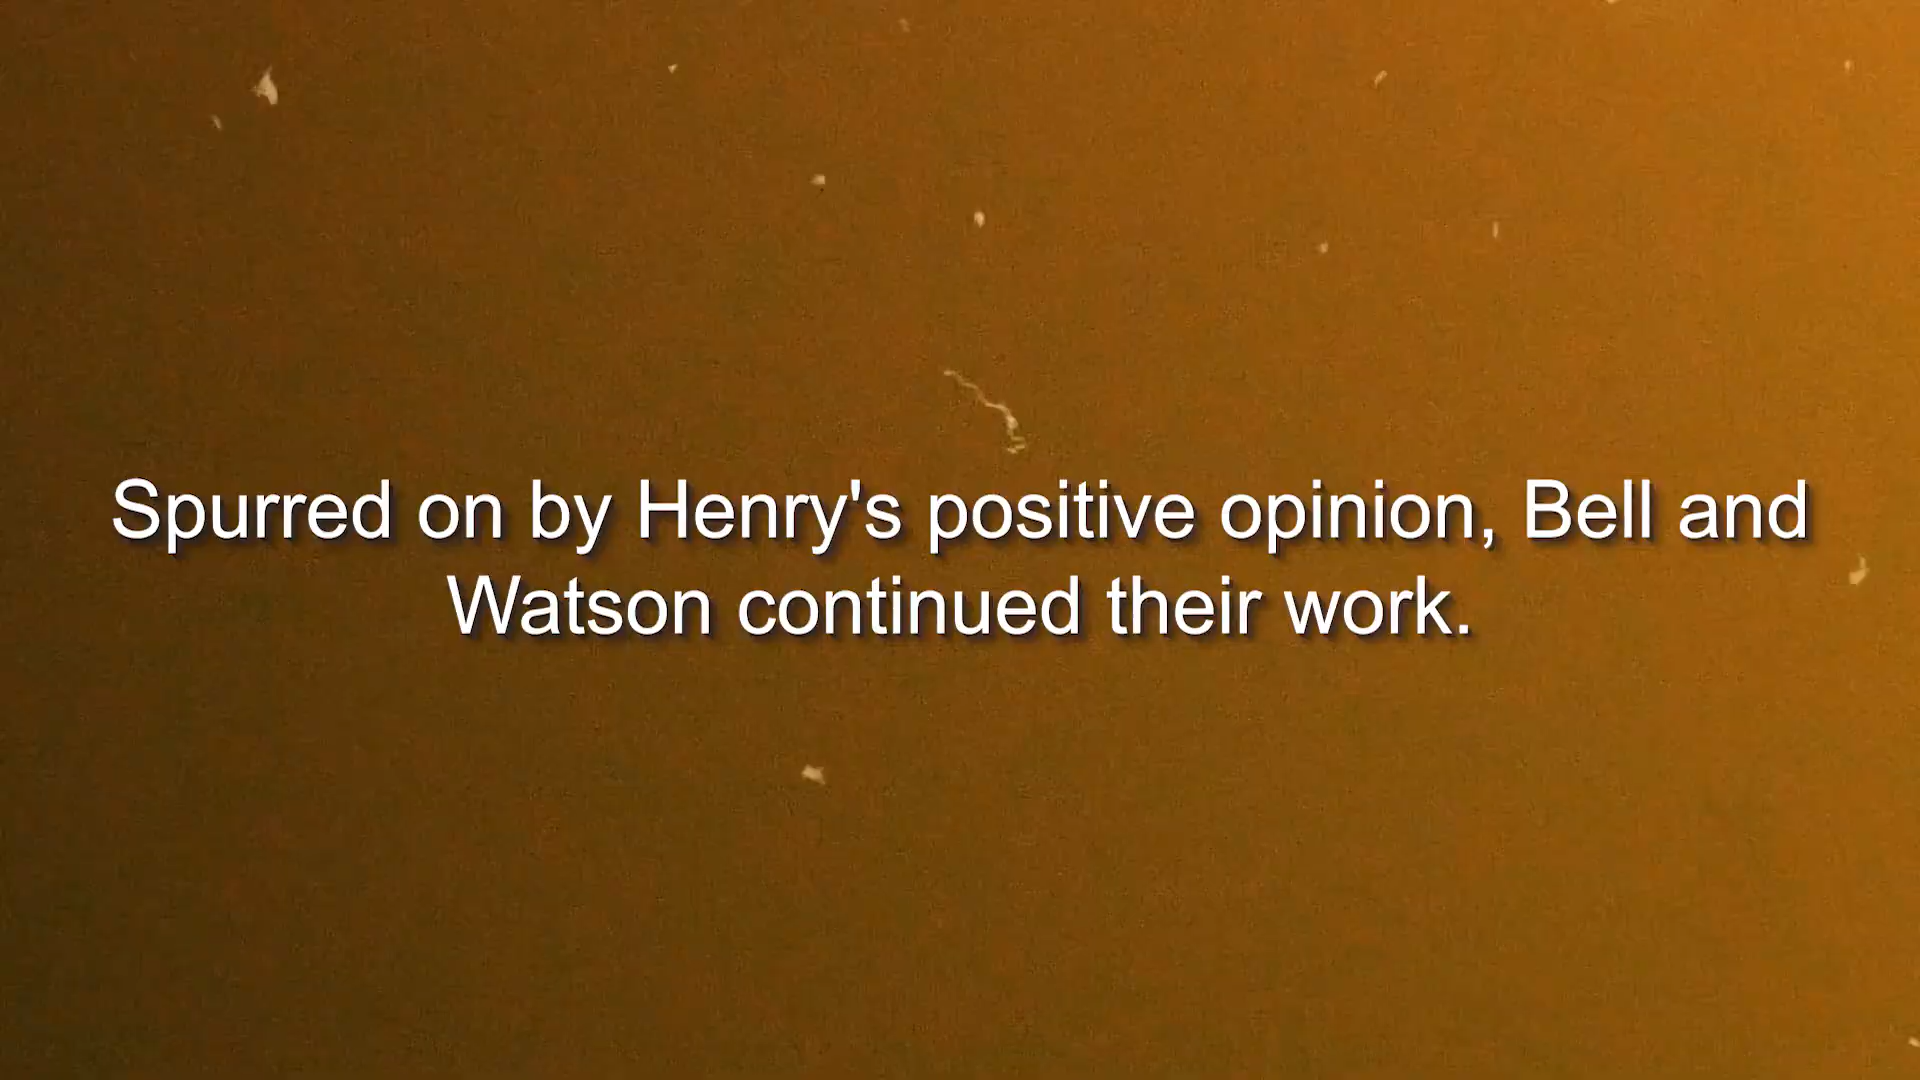 Spurred on by Henry's positive opinion, Bell and
Watson continued their work.